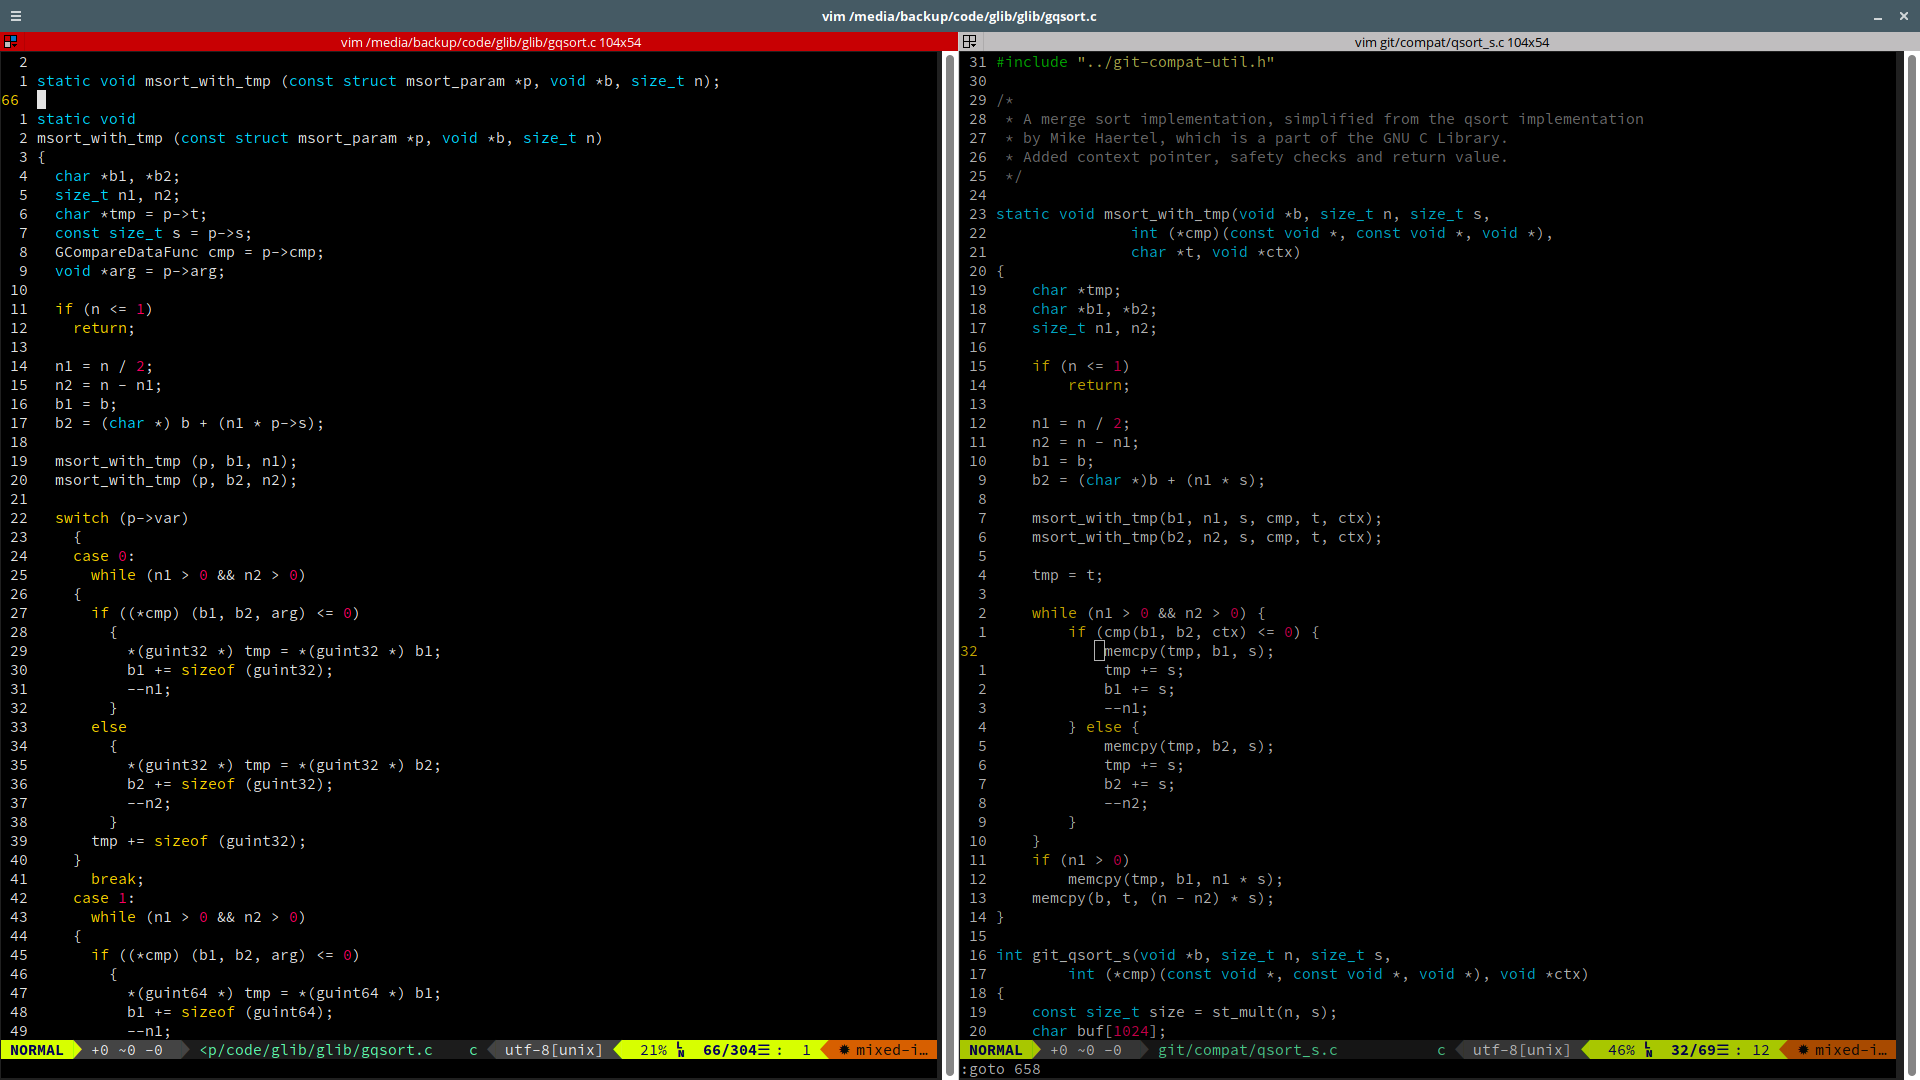 vim /media/backup/code/glib/glib/gqsort.c
vim /media/backup/code/glib/glib/gqsort.c 104x54
2
1 static void msort_with_tmp (const struct msort_param *p, void *b, size_t n);
66
1 static void
2 msort_with_tmp (const struct msort_param *p, void *b, size_t n)
3 {
4   char *b1, *b2;
5   size_t n1, n2;
6   char *tmp = p->t;
7   const size_t s = p->s;
8   GCompareDataFunc cmp = p->cmp;
9   void *arg = p->arg;
10
11   if (n <= 1)
12     return;
13
14   n1 = n / 2;
15   n2 = n - n1;
16   b1 = b;
17   b2 = (char *) b + (n1 * p->s);
18
19   msort_with_tmp (p, b1, n1);
20   msort_with_tmp (p, b2, n2);
21
22   switch (p->var)
23     {
24     case 0:
25       while (n1 > 0 && n2 > 0)
26     {
27       if ((*cmp) (b1, b2, arg) <= 0)
28         {
29           *(guint32 *) tmp = *(guint32 *) b1;
30           b1 += sizeof (guint32);
31           --n1;
32         }
33       else
34         {
35           *(guint32 *) tmp = *(guint32 *) b2;
36           b2 += sizeof (guint32);
37           --n2;
38         }
39       tmp += sizeof (guint32);
40     }
41       break;
42     case 1:
43       while (n1 > 0 && n2 > 0)
44     {
45       if ((*cmp) (b1, b2, arg) <= 0)
46         {
47           *(guint64 *) tmp = *(guint64 *) b1;
48           b1 += sizeof (guint64);
49           --n1;
NORMAL +0 ~0 -0 <p/code/glib/glib/gqsort.c c utf-8[unix] 21% LN 66/304☰ : 1 ✹ mixed-i…
vim git/compat/qsort_s.c 104x54
31 #include "../git-compat-util.h"
30
29 /*
28  * A merge sort implementation, simplified from the qsort implementation
27  * by Mike Haertel, which is a part of the GNU C Library.
26  * Added context pointer, safety checks and return value.
25  */
24
23 static void msort_with_tmp(void *b, size_t n, size_t s,
22                int (*cmp)(const void *, const void *, void *),
21                char *t, void *ctx)
20 {
19     char *tmp;
18     char *b1, *b2;
17     size_t n1, n2;
16
15     if (n <= 1)
14         return;
13
12     n1 = n / 2;
11     n2 = n - n1;
10     b1 = b;
9     b2 = (char *)b + (n1 * s);
8
7     msort_with_tmp(b1, n1, s, cmp, t, ctx);
6     msort_with_tmp(b2, n2, s, cmp, t, ctx);
5
4     tmp = t;
3
2     while (n1 > 0 && n2 > 0) {
1         if (cmp(b1, b2, ctx) <= 0) {
32             memcpy(tmp, b1, s);
1             tmp += s;
2             b1 += s;
3             --n1;
4         } else {
5             memcpy(tmp, b2, s);
6             tmp += s;
7             b2 += s;
8             --n2;
9         }
10     }
11     if (n1 > 0)
12         memcpy(tmp, b1, n1 * s);
13     memcpy(b, t, (n - n2) * s);
14 }
15
16 int git_qsort_s(void *b, size_t n, size_t s,
17         int (*cmp)(const void *, const void *, void *), void *ctx)
18 {
19     const size_t size = st_mult(n, s);
20     char buf[1024];
NORMAL +0 ~0 -0 git/compat/qsort_s.c c utf-8[unix] 46% LN 32/69☰ : 12 ✹ mixed-i…
:goto 658